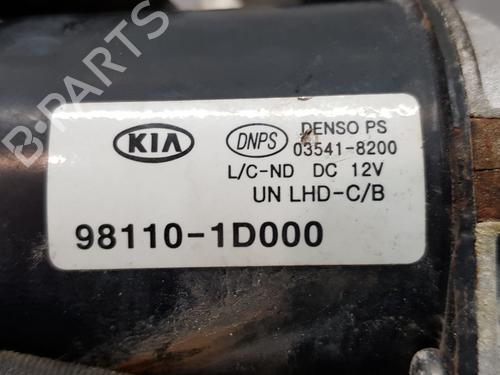 KIA
DNPS
DENSO PS
03541-8200
L/C-ND DC 12V
UN LHD-C/B
98110-1D000
B-PARTS